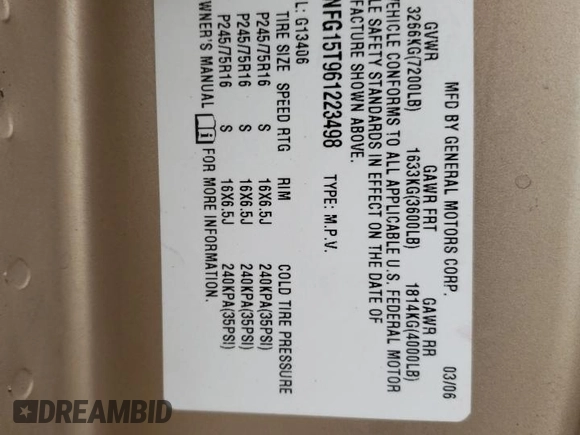 MFD BY GENERAL MOTORS CORP. 03/06
GVWR GAWR FRT GAWR RR
3266KG(7200LB) 1633KG(3600LB) 1814KG(4000LB)
VEHICLE CONFORMS TO ALL APPLICABLE U.S. FEDERAL MOTOR
LE SAFETY STANDARDS IN EFFECT ON THE DATE OF
FACTURE SHOWN ABOVE.
NFG15T961223498 TYPE: M.P.V.
L: G13406
TIRE SIZE SPEED RTG RIM COLD TIRE PRESSURE
P245/75R16 S 16X6.5J 240KPA(35PSI)
P245/75R16 S 16X6.5J 240KPA(35PSI)
P245/75R16 S 16X6.5J 240KPA(35PSI)
WNER'S MANUAL i FOR MORE INFORMATION.
DREAMBID